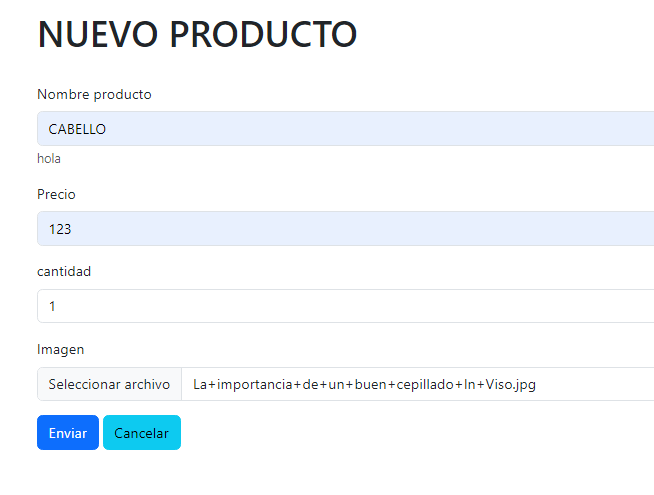 NUEVO PRODUCTO
Nombre producto
CABELLO
hola
Precio
123
cantidad
1
Imagen
Seleccionar archivo La+importancia+de+un+buen+cepillado+In+Viso.jpg
Enviar Cancelar